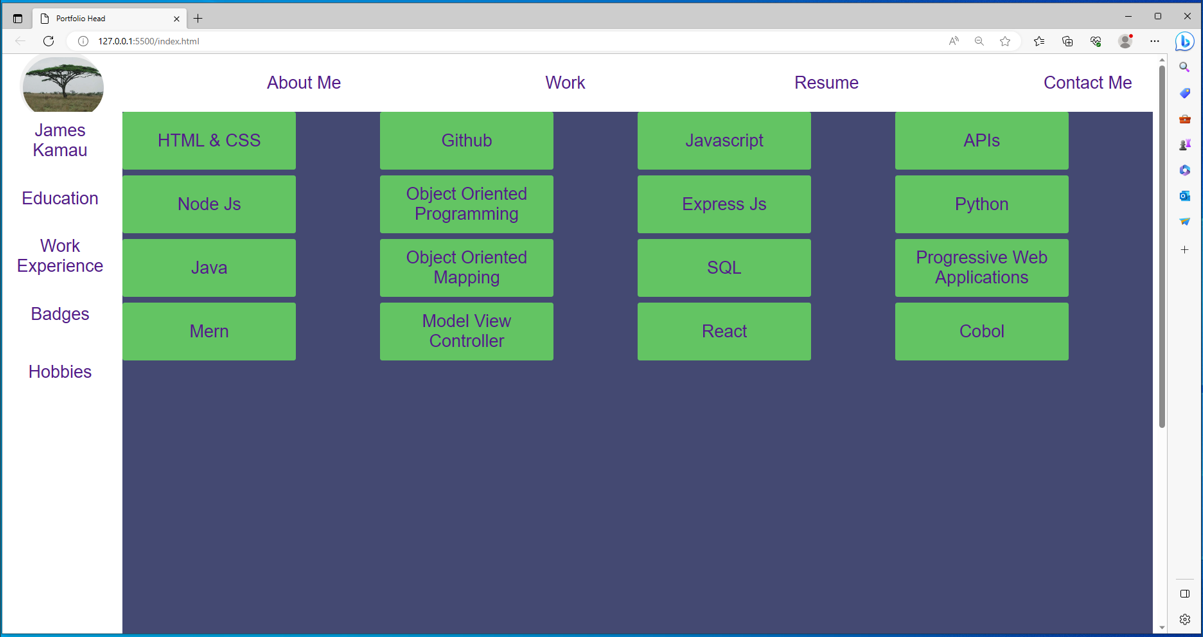 Portfolio Head
127.0.0.1:5500/index.html
About Me
Work
Resume
Contact Me
James
Kamau
Education
Work
Experience
Badges
Hobbies
HTML & CSS
Github
Javascript
APIs
Node Js
Object Oriented
Programming
Express Js
Python
Java
Object Oriented
Mapping
SQL
Progressive Web
Applications
Mern
Model View
Controller
React
Cobol